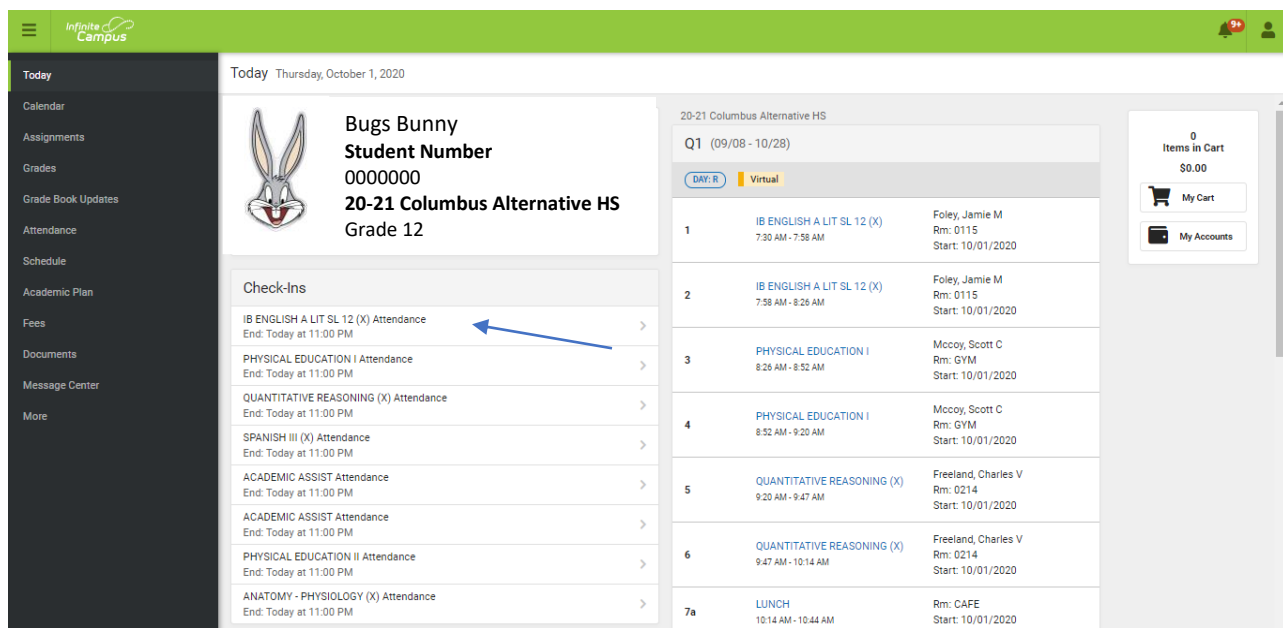 Infinite
Campus
9+
Today
Calendar
Assignments
Grades
Grade Book Updates
Attendance
Schedule
Academic Plan
Fees
Documents
Message Center
More
Today Thursday, October 1, 2020
Bugs Bunny
Student Number
0000000
20-21 Columbus Alternative HS
Grade 12
Check-Ins
IB ENGLISH A LIT SL 12 (X) Attendance
End: Today at 11:00 PM
PHYSICAL EDUCATION I Attendance
End: Today at 11:00 PM
QUANTITATIVE REASONING (X) Attendance
End: Today at 11:00 PM
SPANISH III (X) Attendance
End: Today at 11:00 PM
ACADEMIC ASSIST Attendance
End: Today at 11:00 PM
ACADEMIC ASSIST Attendance
End: Today at 11:00 PM
PHYSICAL EDUCATION II Attendance
End: Today at 11:00 PM
ANATOMY - PHYSIOLOGY (X) Attendance
End: Today at 11:00 PM
20-21 Columbus Alternative HS
Q1 (09/08 - 10/28)
DAY: R Virtual
1 IB ENGLISH A LIT SL 12 (X) Foley, Jamie M
7:30 AM - 7:58 AM Rm: 0115
Start: 10/01/2020
2 IB ENGLISH A LIT SL 12 (X) Foley, Jamie M
7:58 AM - 8:26 AM Rm: 0115
Start: 10/01/2020
3 PHYSICAL EDUCATION I Mccoy, Scott C
8:26 AM - 8:52 AM Rm: GYM
Start: 10/01/2020
4 PHYSICAL EDUCATION I Mccoy, Scott C
8:52 AM - 9:20 AM Rm: GYM
Start: 10/01/2020
5 QUANTITATIVE REASONING (X) Freeland, Charles V
9:20 AM - 9:47 AM Rm: 0214
Start: 10/01/2020
6 QUANTITATIVE REASONING (X) Freeland, Charles V
9:47 AM - 10:14 AM Rm: 0214
Start: 10/01/2020
7a LUNCH Rm: CAFE
10:14 AM - 10:44 AM Start: 10/01/2020
0
Items in Cart
$0.00
My Cart
My Accounts